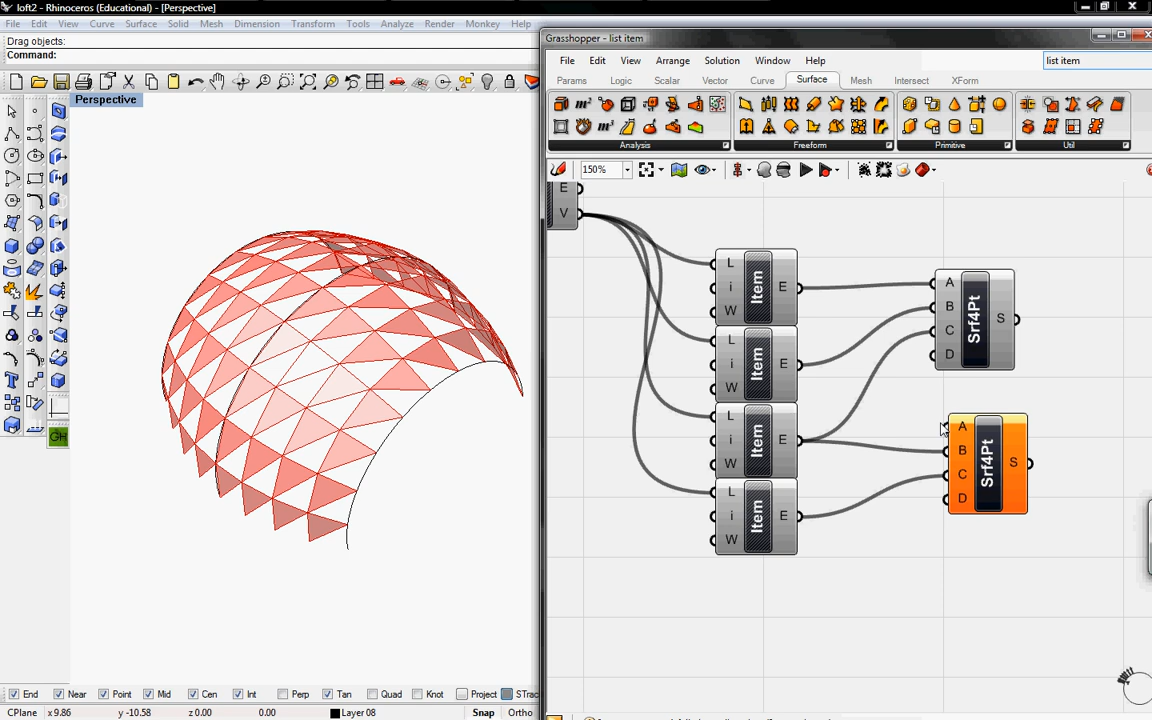 loft2 - Rhinoceros (Educational) - [Perspective]
File Edit View Curve Surface Solid Mesh Dimension Transform Tools Analyze Render Monkey Help
Drag objects:
Command:
Perspective
Grasshopper - list item
File Edit View Arrange Solution Window Help
list item
Params Logic Scalar Vector Curve Surface Mesh Intersect XForm
Analysis Freeform Primitive Util
150%
E
V
L
i
W
Item
E
L
i
W
Item
E
L
i
W
Item
E
L
i
W
Item
E
A
B
C
D
Srf4Pt
S
A
B
C
D
Srf4Pt
S
GH
End Near Point Mid Cen Int Perp Tan Quad Knot Project STrac
CPlane x 9.86 y -10.58 z 0.00 0.00 Layer 08 Snap Ortho